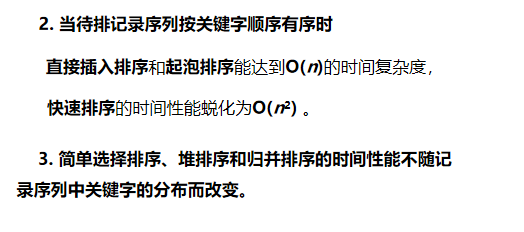 2. 当待排记录序列按关键字顺序有序时
直接插入排序和起泡排序能达到O(n)的时间复杂度，
快速排序的时间性能蜕化为O(n²) 。
3. 简单选择排序、堆排序和归并排序的时间性能不随记
录序列中关键字的分布而改变。